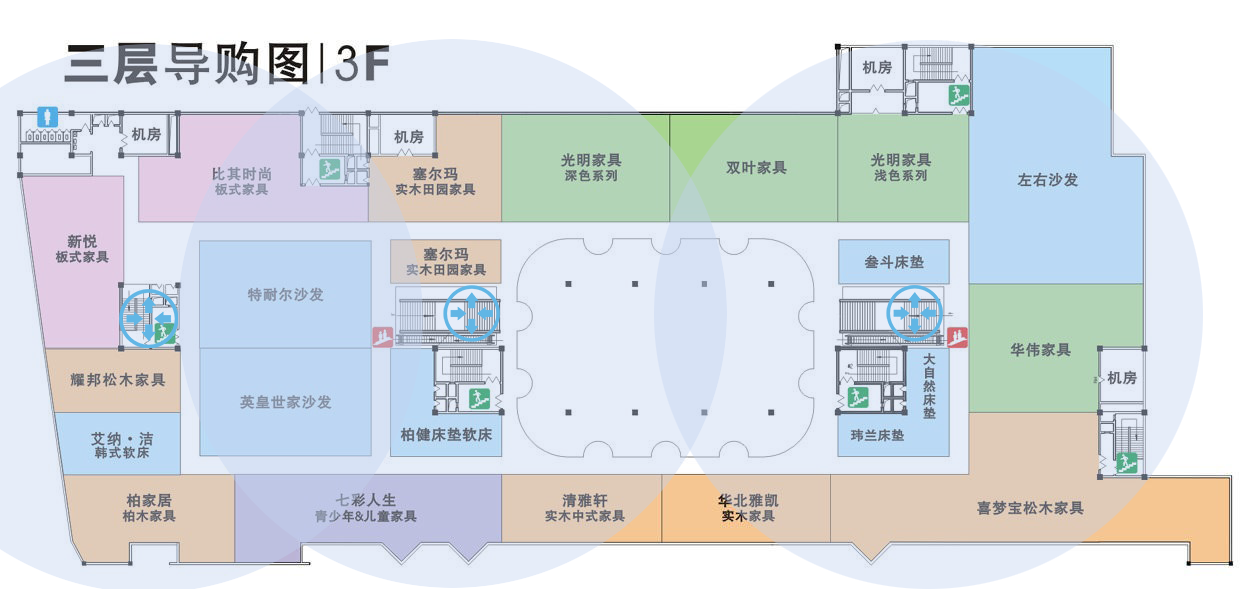 三层导购图|3F
机房
机房
机房
比其时尚
板式家具
塞尔玛
实木田园家具
光明家具
深色系列
双叶家具
光明家具
浅色系列
左右沙发
新悦
板式家具
特耐尔沙发
塞尔玛
实木田园家具
叁斗床垫
耀邦松木家具
英皇世家沙发
大自然床垫
华伟家具
机房
艾纳·洁
韩式软床
柏健床垫软床
玮兰床垫
柏家居
柏木家具
七彩人生
青少年&儿童家具
清雅轩
实木中式家具
华北雅凯
实木家具
喜梦宝松木家具